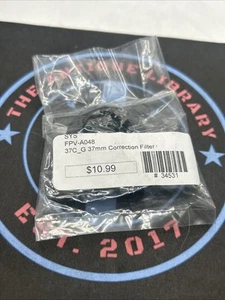 THE
LIBRARY
SYS
FPV-A048
37C_G 37mm Correction Filter
$10.99
# 34531
EST. 2017